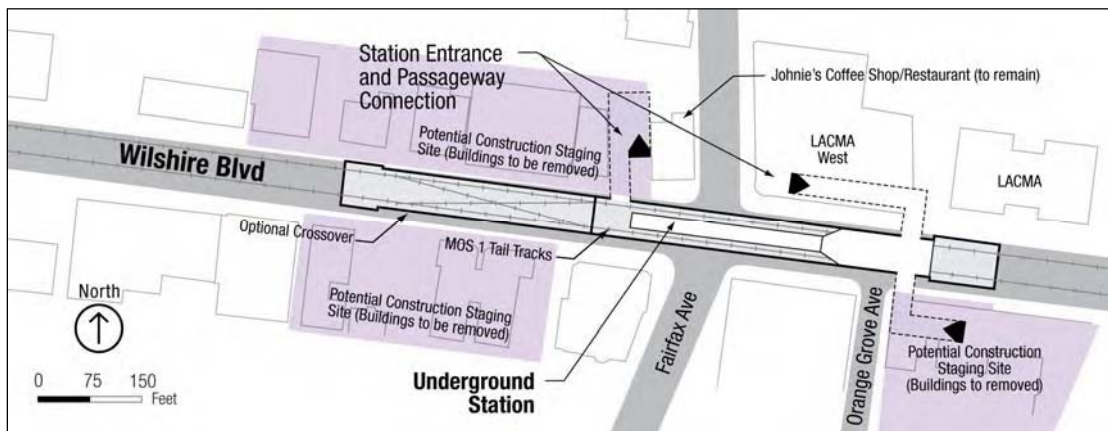 Station Entrance
and Passageway
Connection
Johnie's Coffee Shop/Restaurant (to remain)
Potential Construction Staging
Site (Buildings to be removed)
LACMA
West
LACMA
Wilshire Blvd
Optional Crossover
MOS 1 Tail Tracks
North
Potential Construction Staging
Site (Buildings to be removed)
0 75 150
Feet
Underground
Station
Fairfax Ave
Orange Grove Ave
Potential Construction
Staging Site
(Buildings to removed)